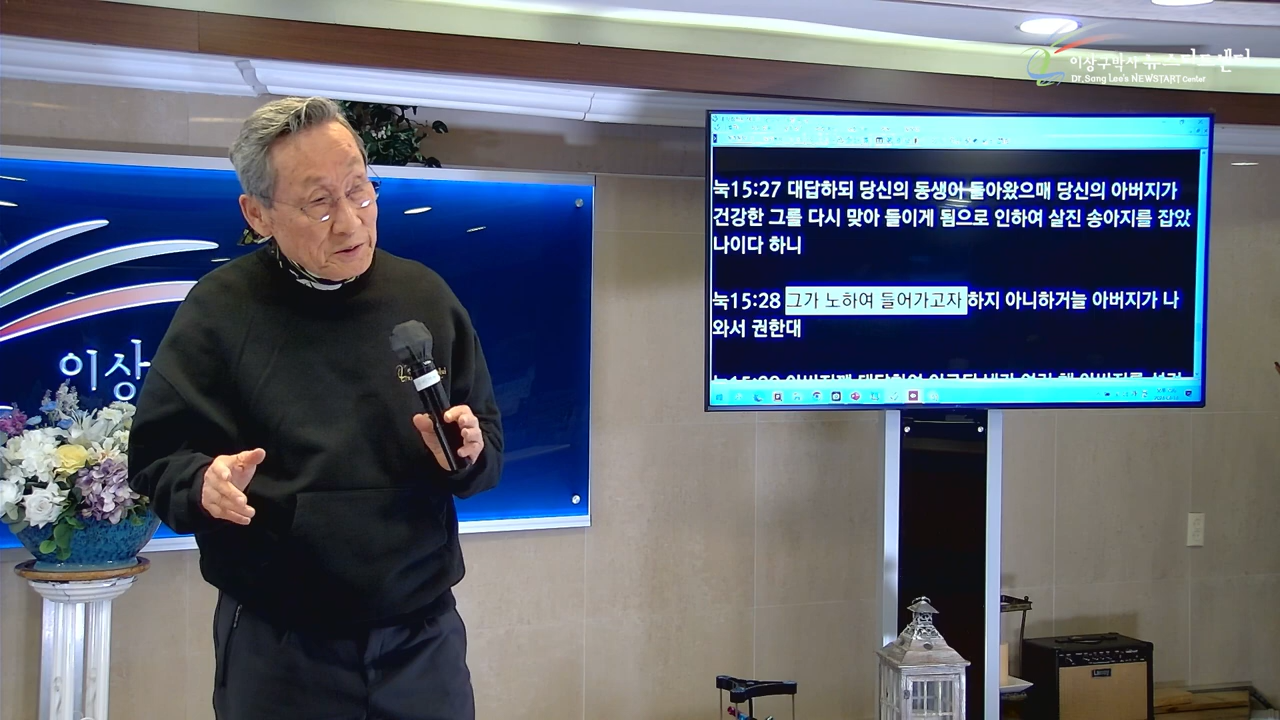 이상구박사 뉴스타트센터
Dr. Sang Lee's NEWSTART Center
눅15:27 대답하되 당신의 동생이 돌아왔으매 당신의 아버지가
건강한 그를 다시 맞아 들이게 됨으로 인하여 살진 송아지를 잡았
나이다 하니
눅15:28 그가 노하여 들어가고자 하지 아니하거늘 아버지가 나
와서 권한대
이상
LANEY